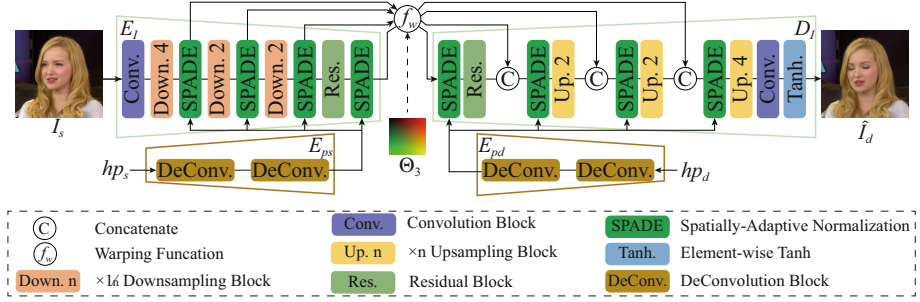 E_I
f_w
D_I
Conv. Down. 4 SPADE Down. 2 SPADE Down. 2 SPADE Res. SPADE
SPADE Res. C SPADE Up. 2 C SPADE Up. 2 C SPADE Up. 4 Conv. Tanh.
I_s
Θ_3
Î_d
hp_s DeConv. DeConv. E_ps
E_pd DeConv. DeConv. hp_d
C Concatenate
f_w Warping Funcation
Down. n Downsampling Block
Conv. Convolution Block
Up. n ×n Upsampling Block
Res. Residual Block
SPADE Spatially-Adaptive Normalization
Tanh. Element-wise Tanh
DeConv. DeConvolution Block